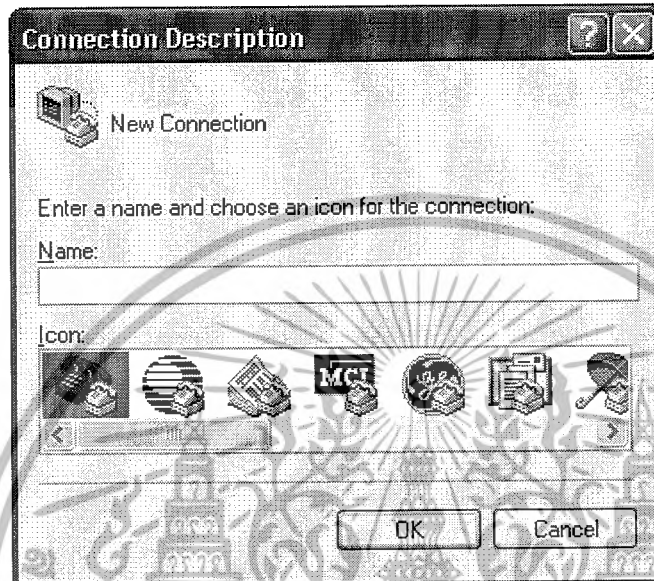 Connection Description
New Connection
Enter a name and choose an icon for the connection:
Name:
Icon:
MCI
OK
Cancel